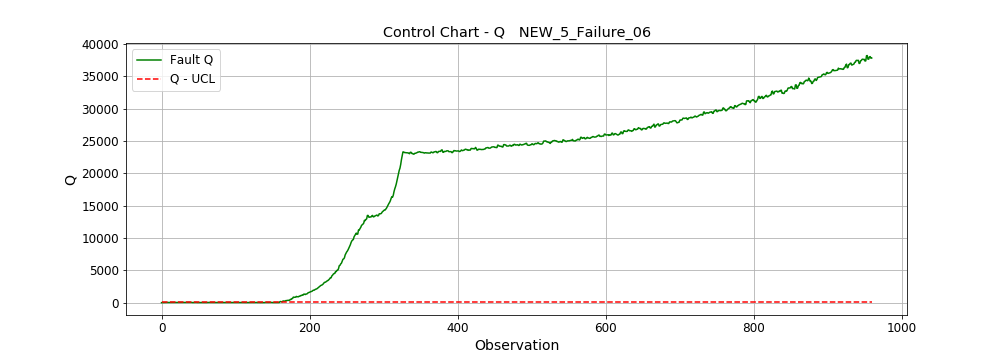 Control Chart - Q   NEW_5_Failure_06
40000
35000
30000
25000
20000
15000
10000
5000
0
Q
Fault Q
Q - UCL
0 200 400 600 800 1000
Observation